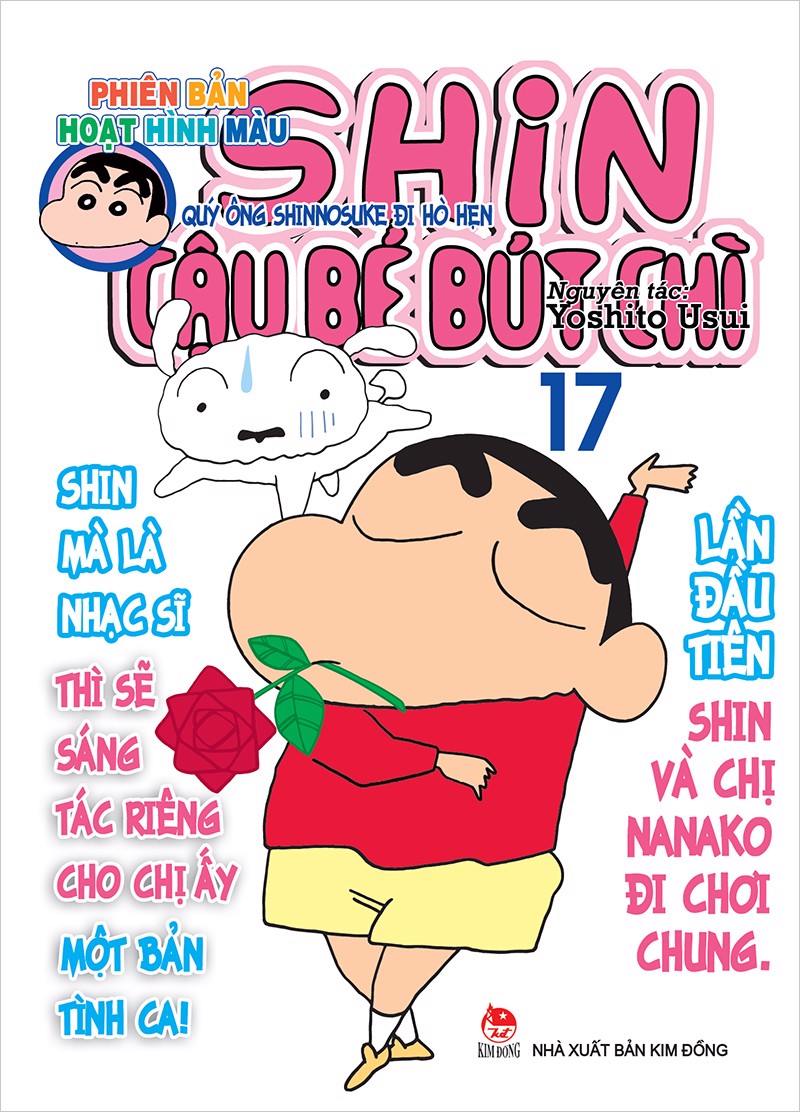 PHIÊN BẢN
HOẠT HÌNH MÀU
SHiN
CẬU BÉ BÚT CHÌ
QUÝ ÔNG SHINNOSUKE ĐI HÒ HẸN
Nguyên tác:
Yoshito Usui
17
SHIN
MÀ LÀ
NHẠC SĨ
THÌ SẼ
SÁNG
TÁC RIÊNG
CHO CHỊ ẤY
MỘT BẢN
TÌNH CA!
LẦN
ĐẦU
TIÊN
SHIN
VÀ CHỊ
NANAKO
ĐI CHƠI
CHUNG.
KIM ĐỒNG
NHÀ XUẤT BẢN KIM ĐỒNG